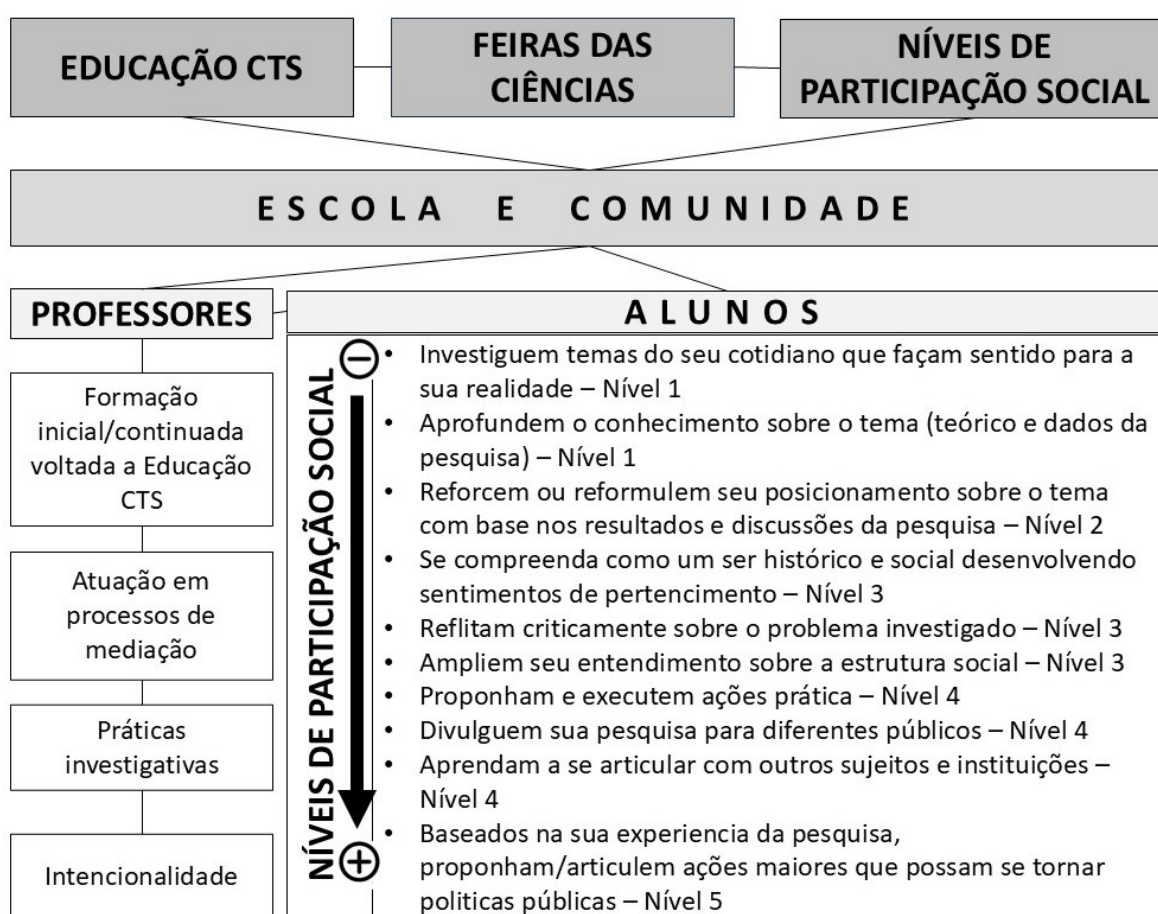 EDUCAÇÃO CTS
FEIRAS DAS
CIÊNCIAS
NÍVEIS DE
PARTICIPAÇÃO SOCIAL
ESCOLA E COMUNIDADE
PROFESSORES
Formação
inicial/continuada
voltada a Educação
CTS
Atuação em
processos de
mediação
Práticas
investigativas
Intencionalidade
ALUNOS
NÍVEIS DE PARTICIPAÇÃO SOCIAL
• Investiguem temas do seu cotidiano que façam sentido para a
sua realidade – Nível 1
• Aprofundem o conhecimento sobre o tema (teórico e dados da
pesquisa) – Nível 1
• Reforcem ou reformulem seu posicionamento sobre o tema
com base nos resultados e discussões da pesquisa – Nível 2
• Se compreenda como um ser histórico e social desenvolvendo
sentimentos de pertencimento – Nível 3
• Reflitam criticamente sobre o problema investigado – Nível 3
• Ampliem seu entendimento sobre a estrutura social – Nível 3
• Proponham e executem ações prática – Nível 4
• Divulguem sua pesquisa para diferentes públicos – Nível 4
• Aprendam a se articular com outros sujeitos e instituições –
Nível 4
• Baseados na sua experiencia da pesquisa,
proponham/articulem ações maiores que possam se tornar
politicas públicas – Nível 5